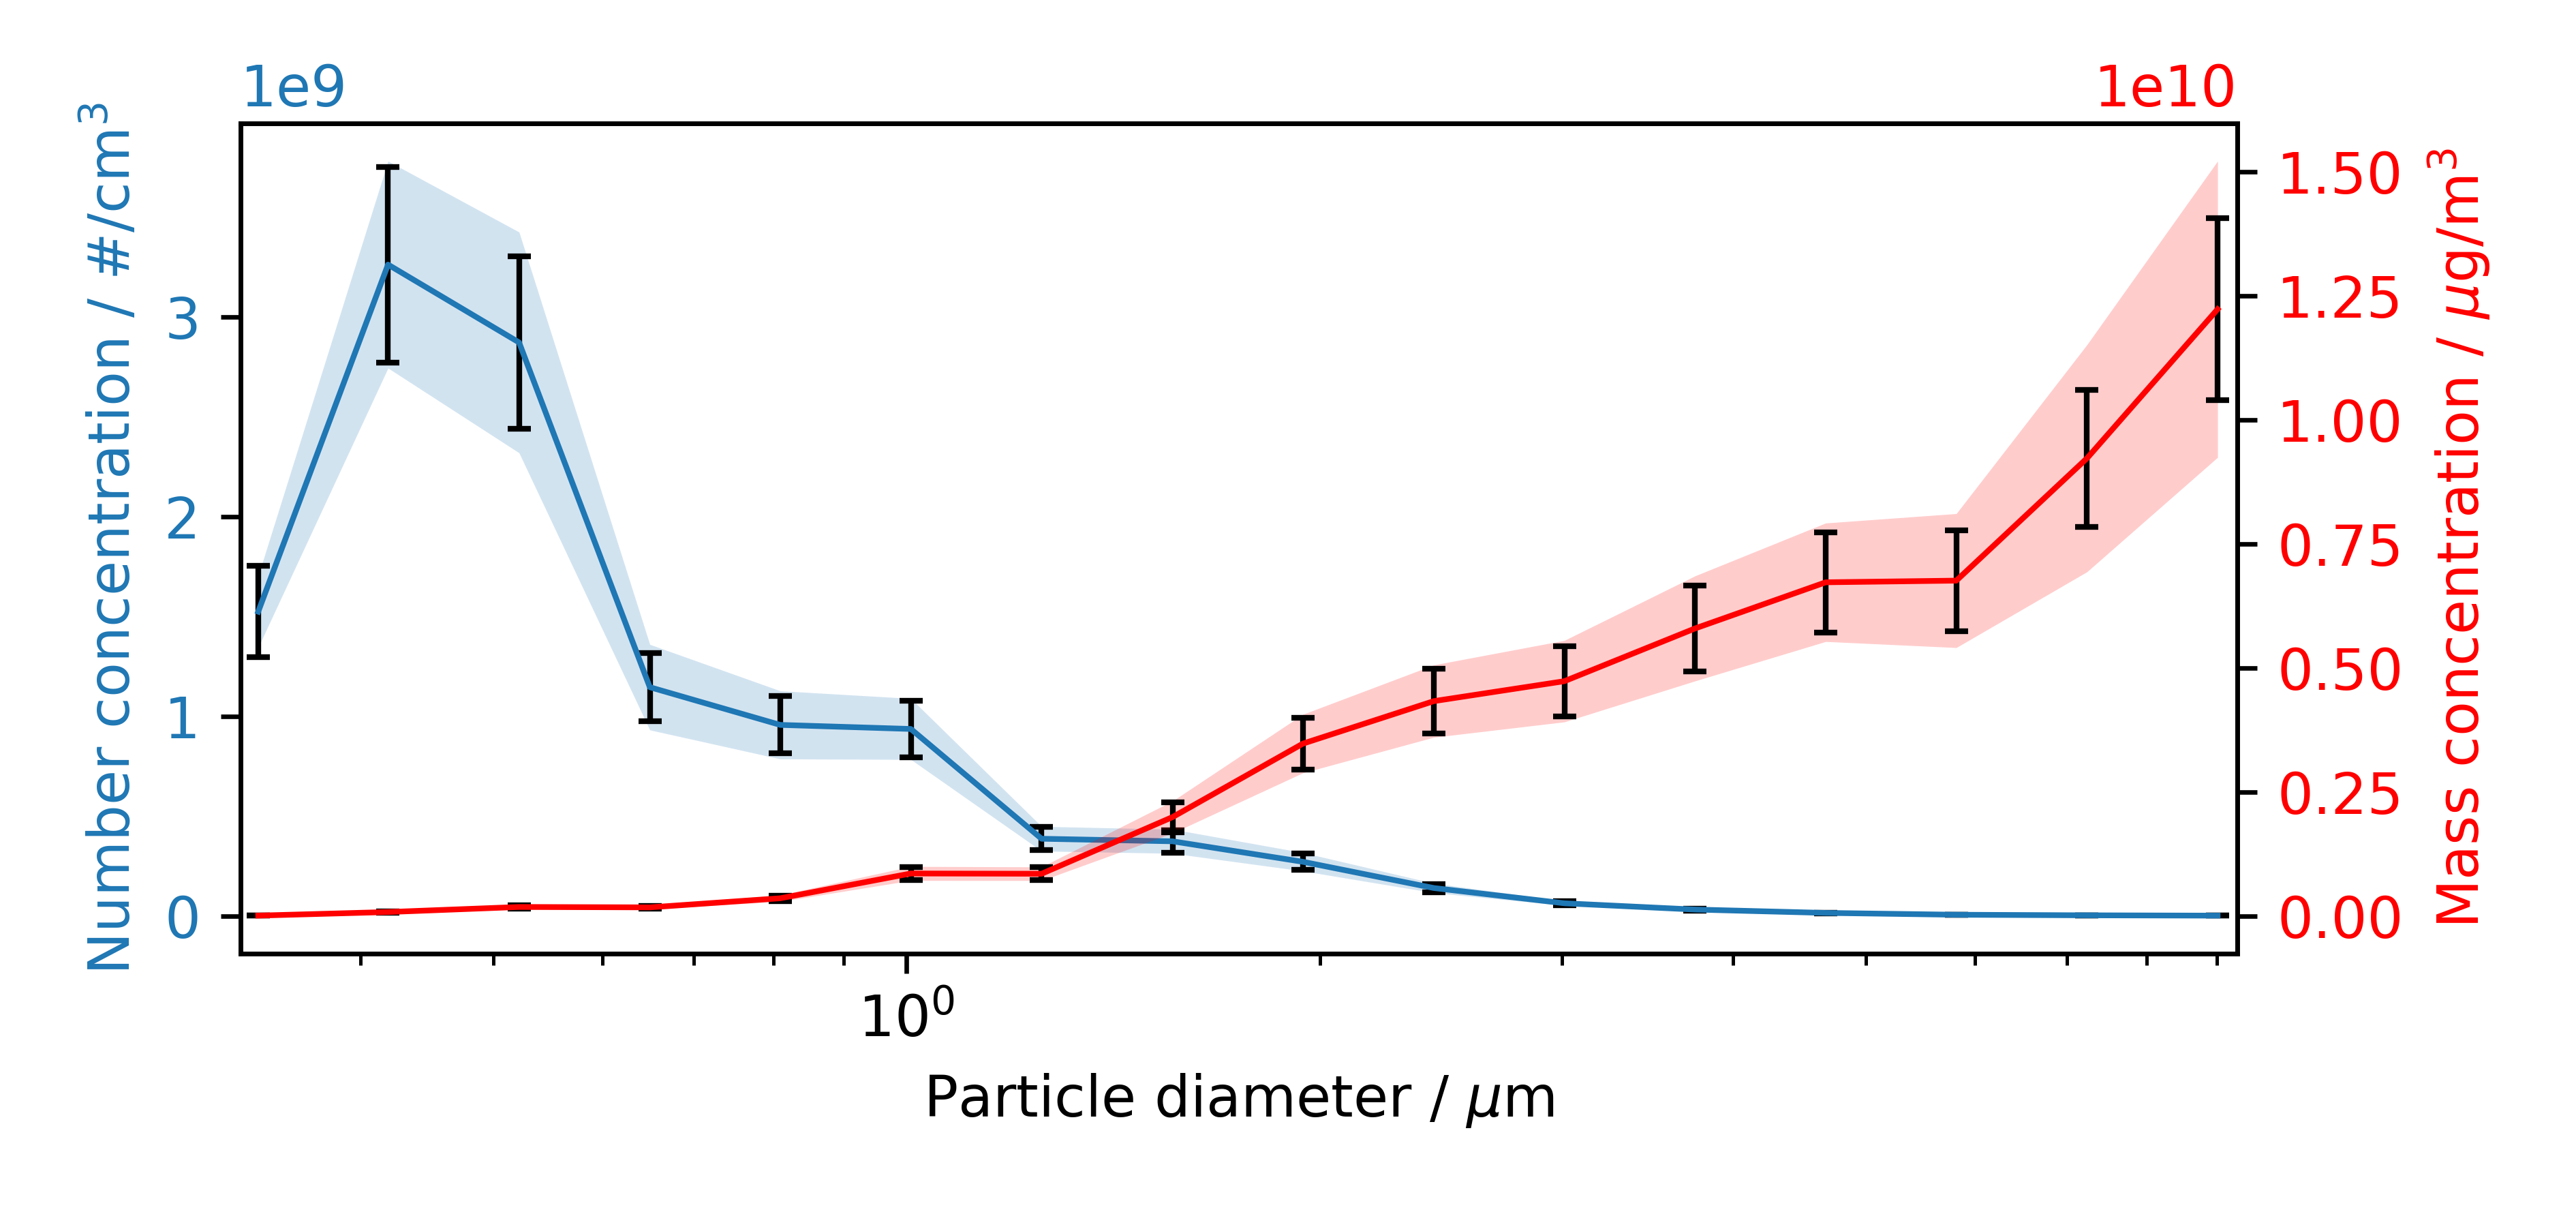 1e9
1e10
Number concentration / #/cm³
3
2
1
0
1.50
1.25
1.00
0.75
0.50
0.25
0.00
Mass concentration / μg/m³
10⁰
Particle diameter / μm